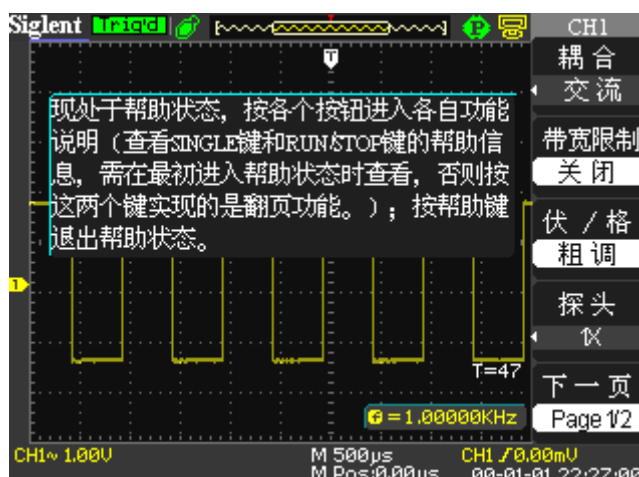 Siglent Trig'd P CH1
T
耦合
交流
现处于帮助状态，按各个按钮进入各自功能
说明（查看SINGLE键和RUN/STOP键的帮助信
息，需在最初进入帮助状态时查看，否则按
这两个键实现的是翻页功能。）；按帮助键
退出帮助状态。
带宽限制
关闭
伏／格
粗调
1
探头
1X
T=47
下一页
f=1.00000KHz
Page 1/2
CH1~ 1.00V M 500μs CH1 /0.00mV
M Pos:0.00μs 00-01-01 22:27:00